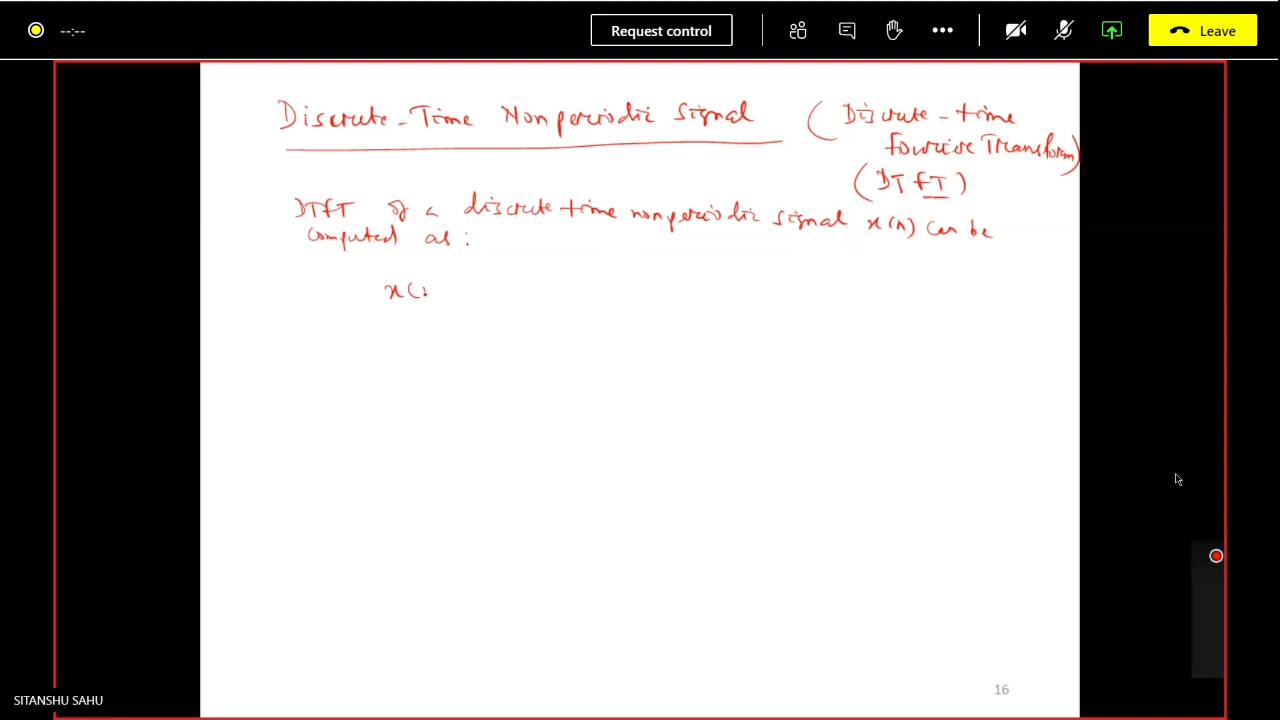 --:--
Request control
Leave
Discrete-Time Nonperiodic Signal (Discrete-time
Fourier Transform)
(DTFT)
DTFT of a discrete time nonperiodic signal x(n) can be
computed as:
x(
16
SITANSHU SAHU